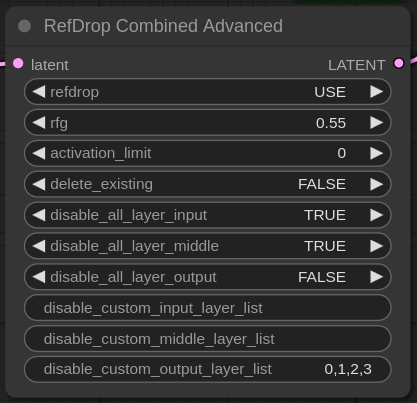 RefDrop Combined Advanced
latent LATENT
refdrop USE
rfg 0.55
activation_limit 0
delete_existing FALSE
disable_all_layer_input TRUE
disable_all_layer_middle TRUE
disable_all_layer_output FALSE
disable_custom_input_layer_list
disable_custom_middle_layer_list
disable_custom_output_layer_list 0,1,2,3